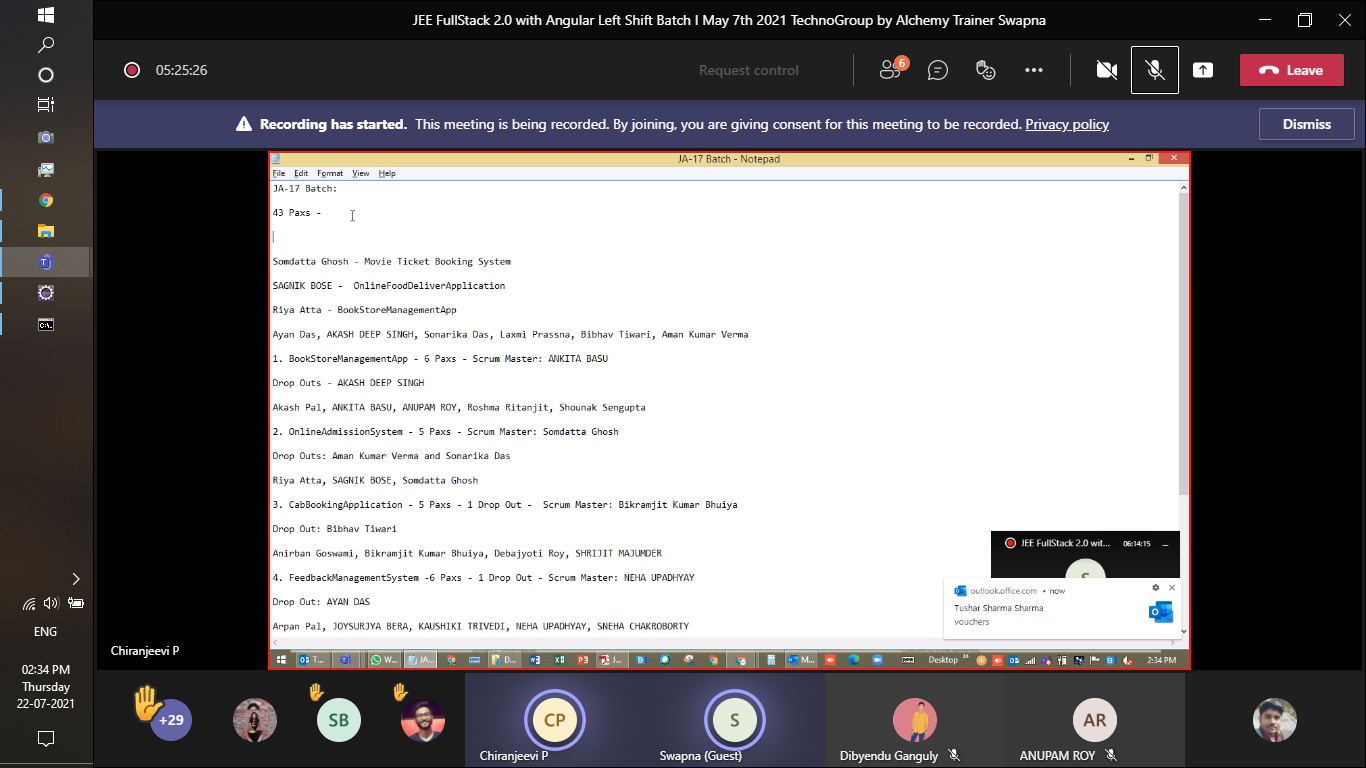 JEE FullStack 2.0 with Angular Left Shift Batch I May 7th 2021 TechnoGroup by Alchemy Trainer Swapna
05:25:26
Request control
6
Leave
Recording has started. This meeting is being recorded. By joining, you are giving consent for this meeting to be recorded. Privacy policy
Dismiss
JA-17 Batch - Notepad
File Edit Format View Help
JA-17 Batch:
43 Paxs -
Somdatta Ghosh - Movie Ticket Booking System
SAGNIK BOSE - OnlineFoodDeliverApplication
Riya Atta - BookStoreManagementApp
Ayan Das, AKASH DEEP SINGH, Sonarika Das, Laxmi Prassna, Bibhav Tiwari, Aman Kumar Verma
1. BookStoreManagementApp - 6 Paxs - Scrum Master: ANKITA BASU
Drop Outs - AKASH DEEP SINGH
Akash Pal, ANKITA BASU, ANUPAM ROY, Roshma Ritanjit, Shounak Sengupta
2. OnlineAdmissionSystem - 5 Paxs - Scrum Master: Somdatta Ghosh
Drop Outs: Aman Kumar Verma and Sonarika Das
Riya Atta, SAGNIK BOSE, Somdatta Ghosh
3. CabBookingApplication - 5 Paxs - 1 Drop Out - Scrum Master: Bikramjit Kumar Bhuiya
Drop Out: Bibhav Tiwari
Anirban Goswami, Bikramjit Kumar Bhuiya, Debajyoti Roy, SHRIJIT MAJUMDER
4. FeedbackManagementSystem -6 Paxs - 1 Drop Out - Scrum Master: NEHA UPADHYAY
Drop Out: AYAN DAS
Arpan Pal, JOYSURJYA BERA, KAUSHIKI TRIVEDI, NEHA UPADHYAY, SNEHA CHAKROBORTY
JEE FullStack 2.0 wit... 06:14:15
S
outlook.office.com • now
Tushar Sharma Sharma
vouchers
T... W... JA... D... J... M... Desktop 2:34 PM
Chiranjeevi P
ENG
02:34 PM
Thursday
22-07-2021
+29
SB
CP
Chiranjeevi P
S
Swapna (Guest)
Dibyendu Ganguly
AR
ANUPAM ROY